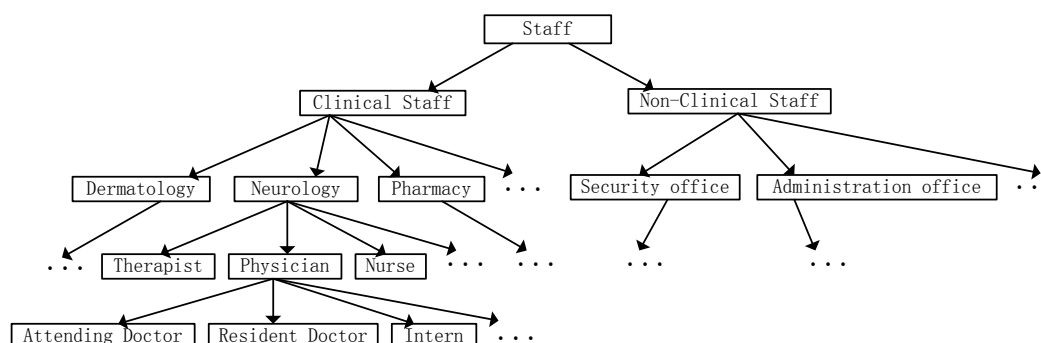 Staff
Clinical Staff
Non-Clinical Staff
Dermatology
Neurology
Pharmacy
...
Security office
Administration office
..
...
Therapist
Physician
Nurse
...
...
...
...
Attending Doctor
Resident Doctor
Intern
...